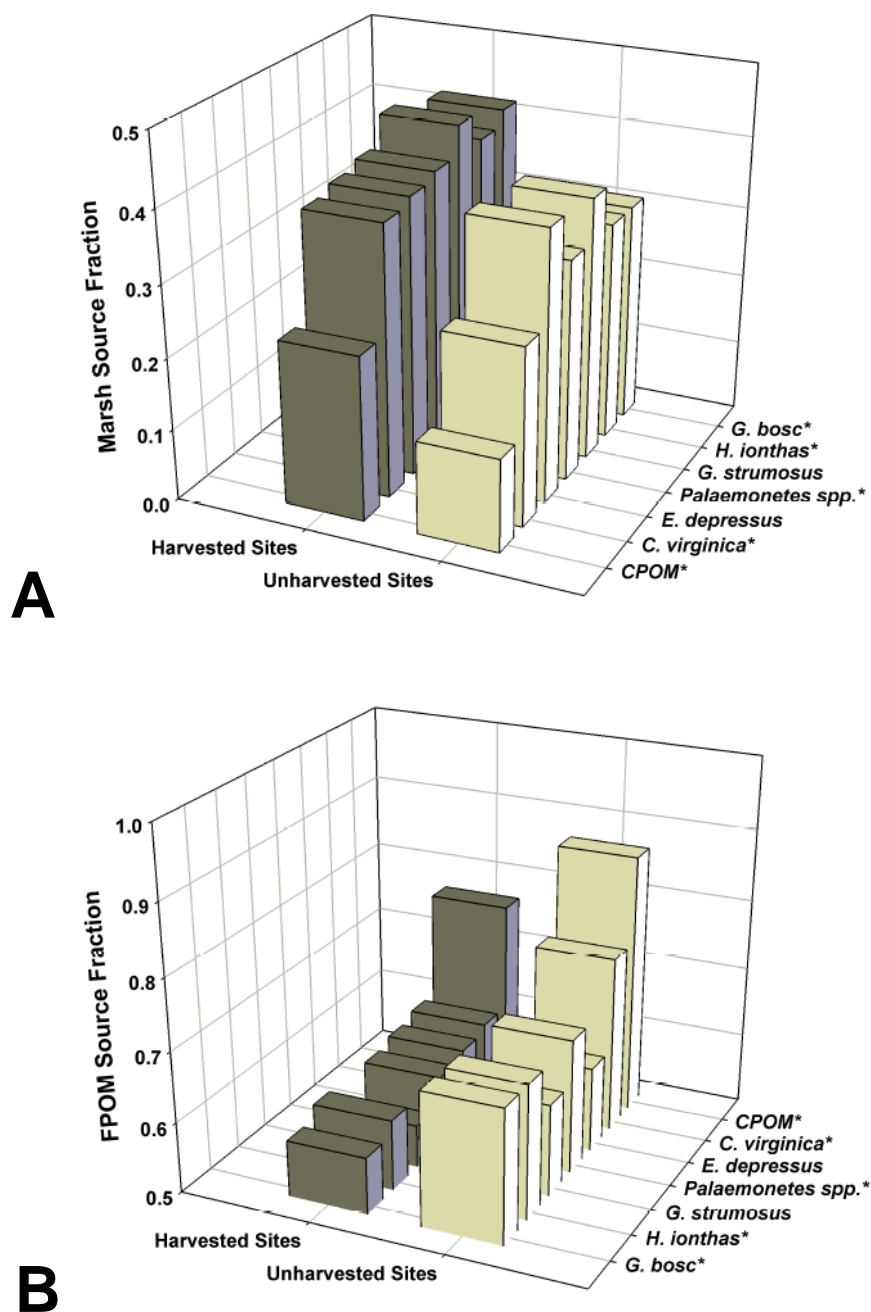 0.5
0.4
0.3
0.2
0.1
0.0
Marsh Source Fraction
Harvested Sites
Unharvested Sites
G. bosc*
H. ionthas*
G. strumosus
Palaemonetes spp.*
E. depressus
C. virginica*
CPOM*
A
1.0
0.9
0.8
0.7
0.6
0.5
FPOM Source Fraction
Harvested Sites
Unharvested Sites
CPOM*
C. virginica*
E. depressus
Palaemonetes spp.*
G. strumosus
H. ionthas*
G. bosc*
B